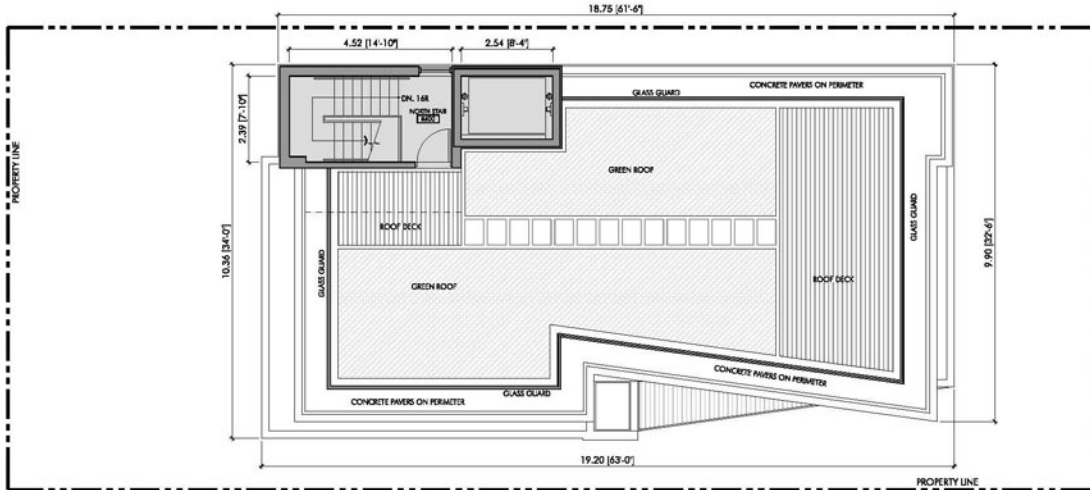 18.75 [61'-6"]
4.52 [14'-10"]
2.54 [8'-4"]
CONCRETE PAVERS ON PERIMETER
GLASS GUARD
DN. 16R
NORTH STAIR
2.39 [7'-10"]
PROPERTY LINE
GREEN ROOF
GLASS GUARD
ROOF DECK
10.36 [34'-0"]
9.90 [32'-6"]
GLASS GUARD
ROOF DECK
GREEN ROOF
CONCRETE PAVERS ON PERIMETER
GLASS GUARD
CONCRETE PAVERS ON PERIMETER
19.20 [63'-0"]
PROPERTY LINE